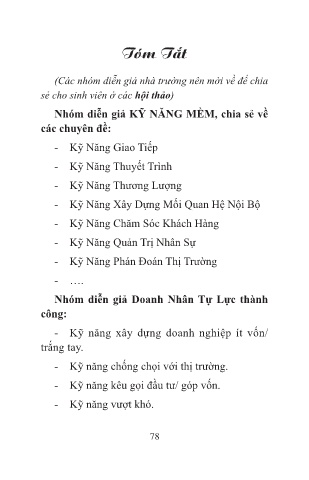 Tóm Tắt
(Các nhóm diễn giả nhà trường nên mời về để chia
sẻ cho sinh viên ở các hội thảo)
Nhóm diễn giả KỸ NĂNG MỀM, chia sẻ về
các chuyên đề:
- Kỹ Năng Giao Tiếp
- Kỹ Năng Thuyết Trình
- Kỹ Năng Thương Lượng
- Kỹ Năng Xây Dựng Mối Quan Hệ Nội Bộ
- Kỹ Năng Chăm Sóc Khách Hàng
- Kỹ Năng Quản Trị Nhân Sự
- Kỹ Năng Phán Đoán Thị Trường
- ….
Nhóm diễn giả Doanh Nhân Tự Lực thành
công:
- Kỹ năng xây dựng doanh nghiệp ít vốn/
trắng tay.
- Kỹ năng chống chọi với thị trường.
- Kỹ năng kêu gọi đầu tư/ góp vốn.
- Kỹ năng vượt khó.
78